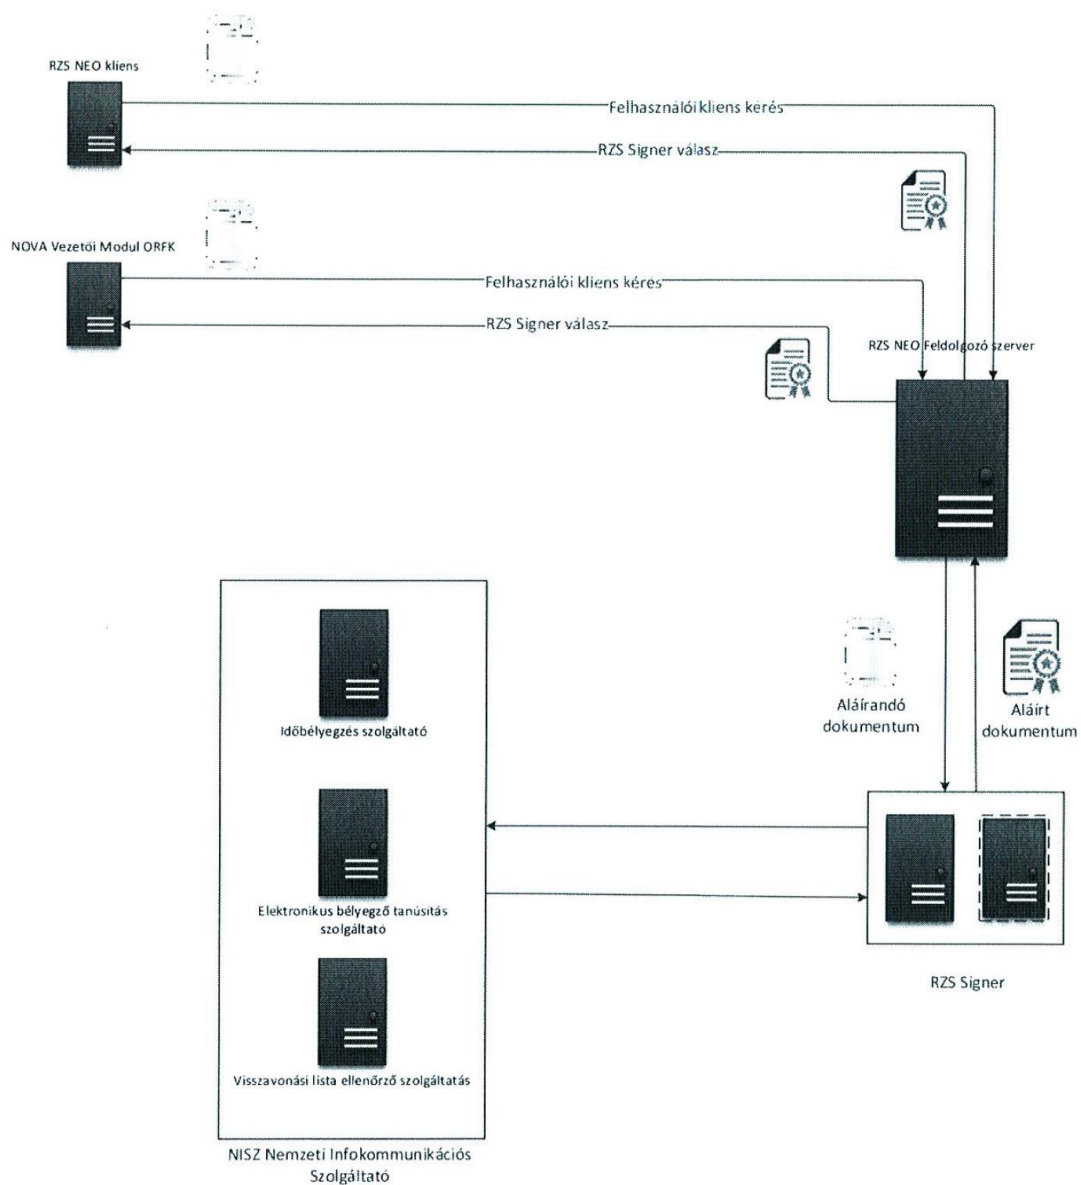 RZS NEO kliens
Felhasználói kliens kérés
RZS Signer válasz
NOVA Vezetői Modul ORFK
Felhasználói kliens kérés
RZS Signer válasz
RZS NEO Feldolgozó szerver
Aláírandó
dokumentum
Aláírt
dokumentum
Időbélyegzés szolgáltató
Elektronikus bélyegző tanúsítás
szolgáltató
RZS Signer
Visszavonási lista ellenőrző szolgáltatás
NISZ Nemzeti Infokommunikációs
Szolgáltató